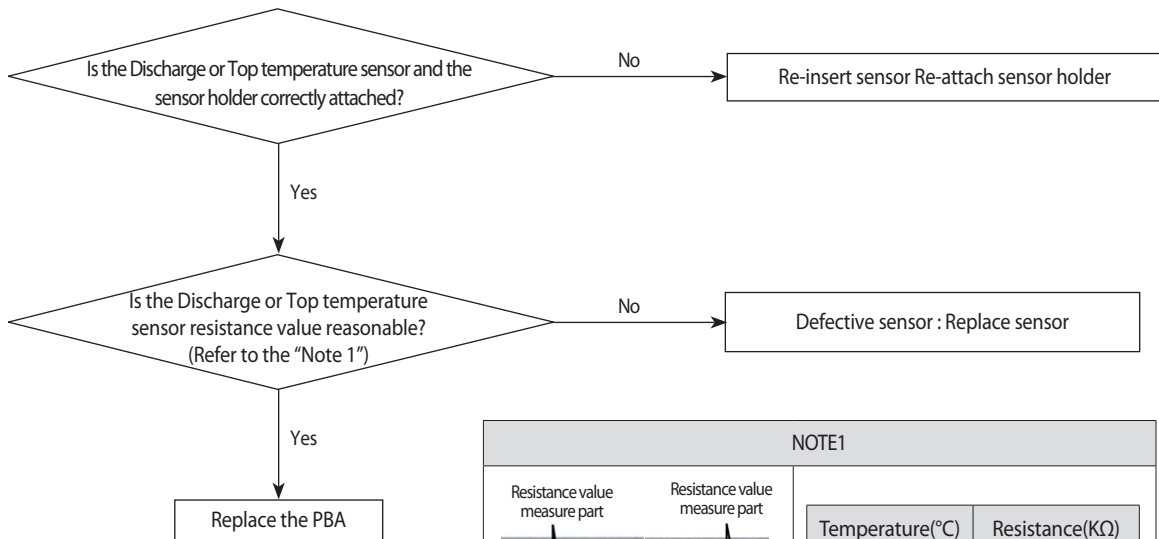 Is the Discharge or Top temperature sensor and the
sensor holder correctly attached?
No
Re-insert sensor Re-attach sensor holder
Yes
Is the Discharge or Top temperature
sensor resistance value reasonable?
(Refer to the “Note 1”)
No
Defective sensor : Replace sensor
Yes
Replace the PBA
NOTE1
Resistance value
measure part
Resistance value
measure part
Temperature(°C)
Resistance(KΩ)